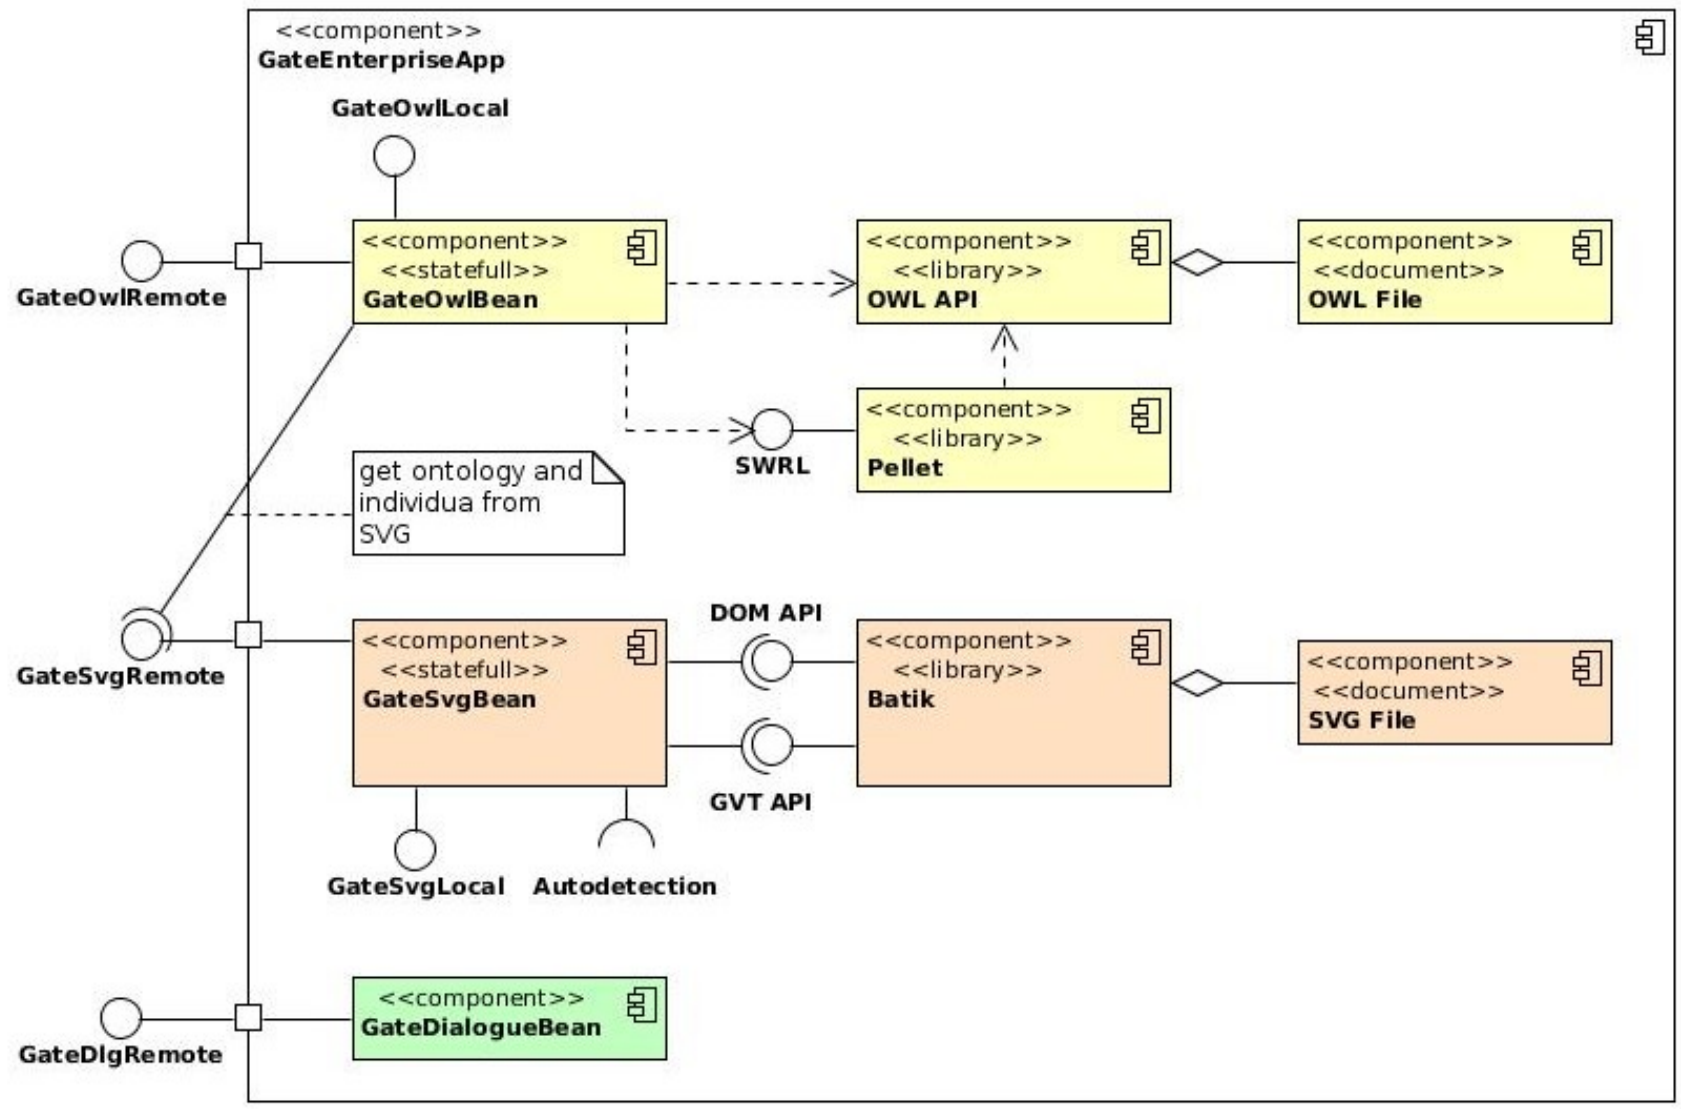 <<component>>
GateEnterpriseApp
GateOwlLocal
<<component>>
<<statefull>>
GateOwlBean
<<component>>
<<library>>
OWL API
<<component>>
<<document>>
OWL File
GateOwlRemote
<<component>>
<<library>>
Pellet
SWRL
get ontology and
individua from
SVG
DOM API
<<component>>
<<statefull>>
GateSvgBean
<<component>>
<<library>>
Batik
<<component>>
<<document>>
SVG File
GateSvgRemote
GVT API
GateSvgLocal
Autodetection
<<component>>
GateDialogueBean
GateDlgRemote